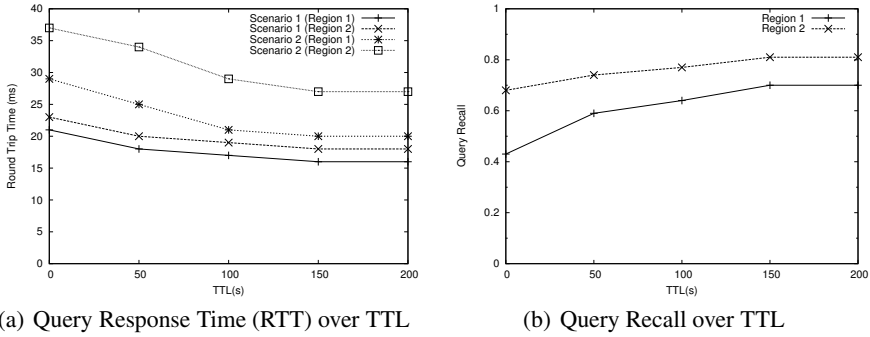 40
35
30
25
20
15
10
5
0
Round Trip Time (ms)
Scenario 1 (Region 1)
Scenario 1 (Region 2)
Scenario 2 (Region 1)
Scenario 2 (Region 2)
0 50 100 150 200
TTL(s)
(a) Query Response Time (RTT) over TTL
1
0.8
0.6
0.4
0.2
0
Query Recall
Region 1
Region 2
0 50 100 150 200
TTL(s)
(b) Query Recall over TTL